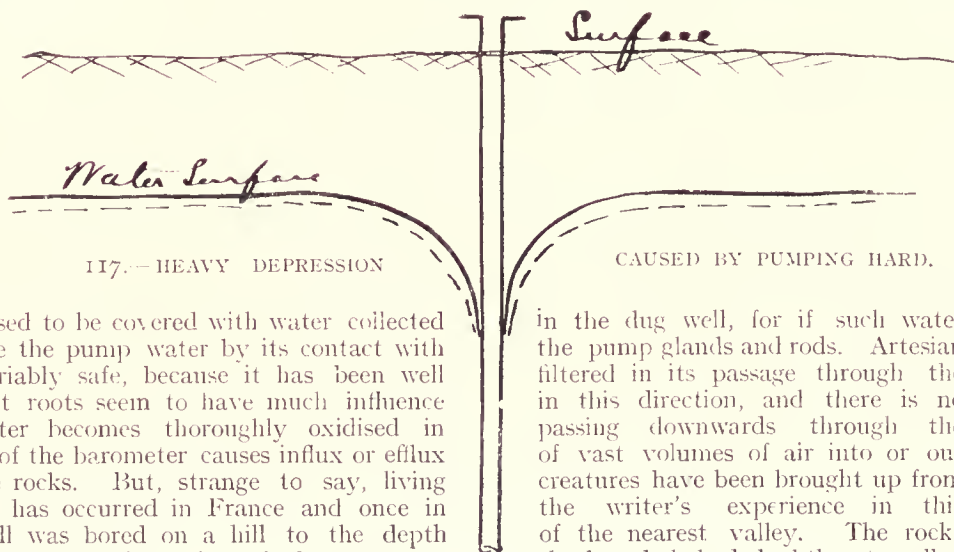 Surface
Water Surface
117.—HEAVY DEPRESSION CAUSED BY PUMPING HARD.
sed to be covered with water collected in the dug well, for if such wate
e the pump water by its contact with the pump glands and rods. Artesian
riably safe, because it has been well filtered in its passage through th
t roots seem to have much influence in this direction, and there is n
ter becomes thoroughly oxidised in passing downwards through th
of the barometer causes influx or efflux of vast volumes of air into or ou
rocks. But, strange to say, living creatures have been brought up from
has occurred in France and once in the writer's experience in thi
ll was bored on a hill to the depth of the nearest valley. The rock